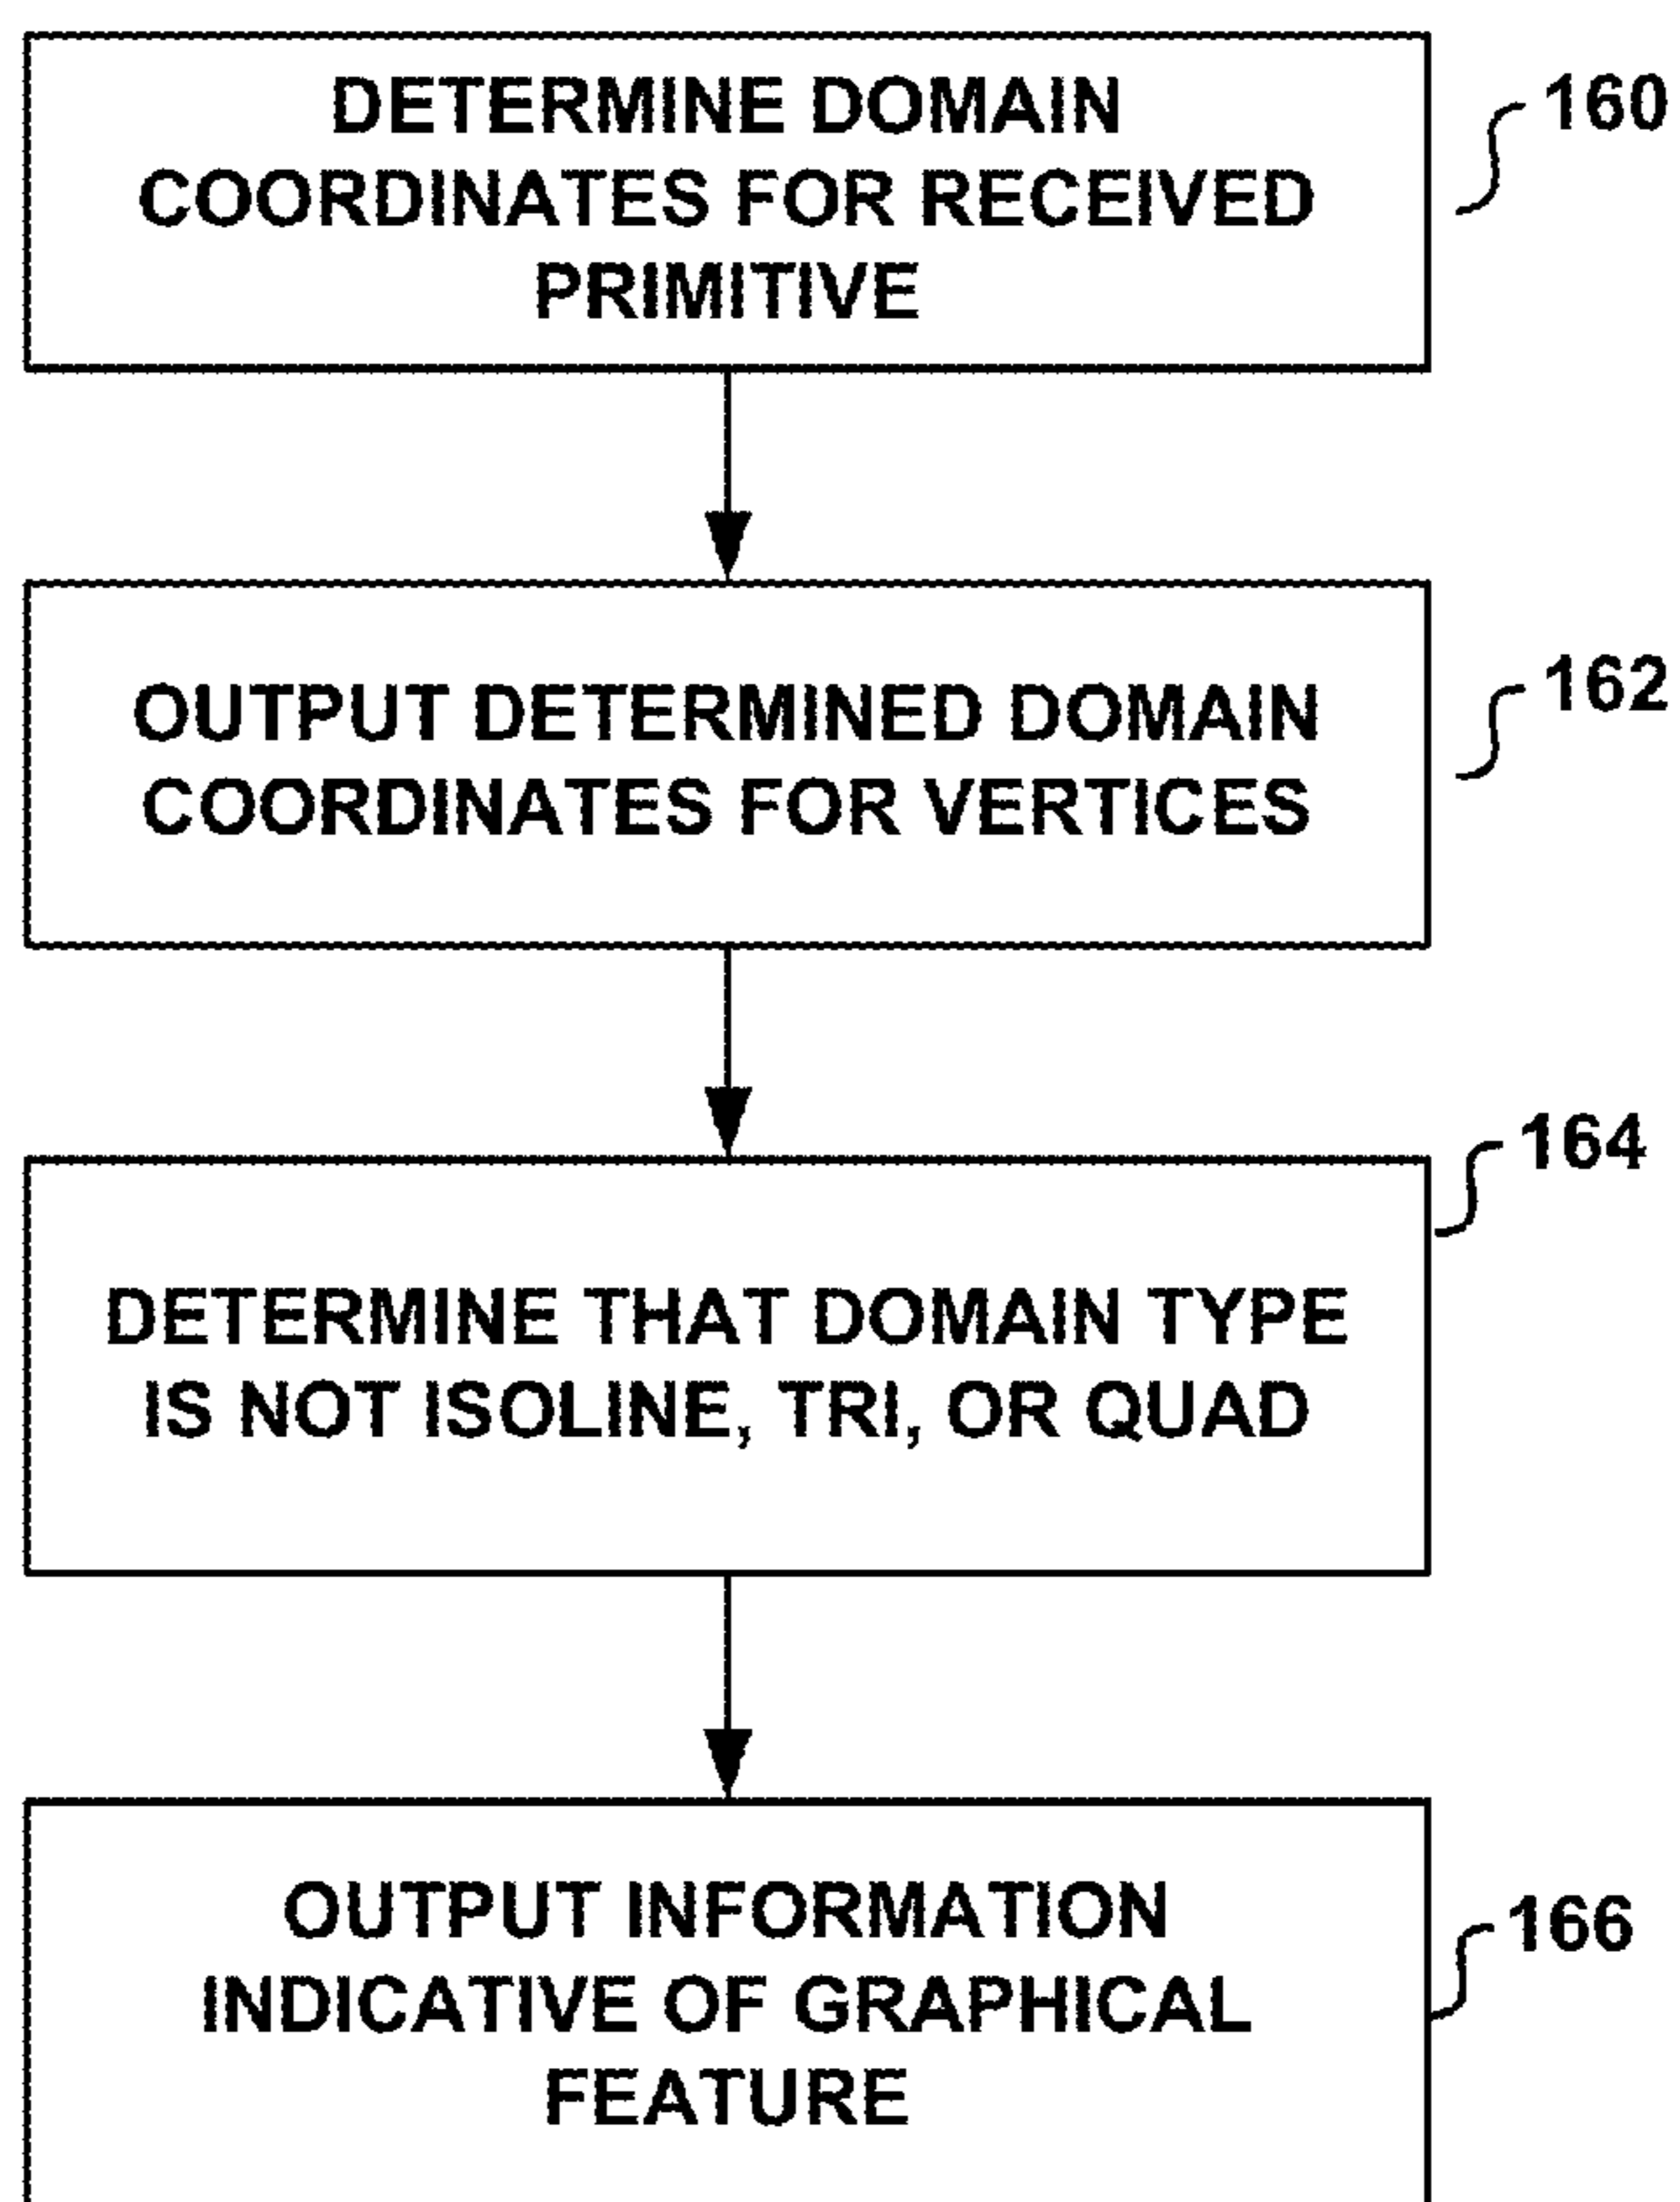 DETERMINE DOMAIN
COORDINATES FOR RECEIVED
PRIMITIVE
160
OUTPUT DETERMINED DOMAIN
COORDINATES FOR VERTICES
162
164
DETERMINE THAT DOMAIN TYPE
IS NOT ISOLINE, TRI, OR QUAD
OUTPUT INFORMATION
INDICATIVE OF GRAPHICAL
FEATURE
166